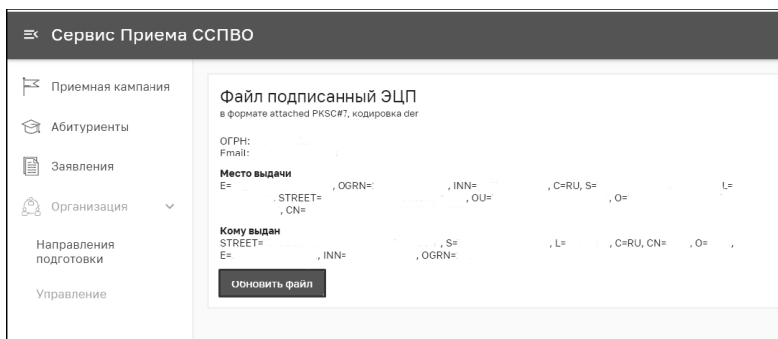 Сервис Приема ССПВО
Приемная кампания
Абитуриенты
Заявления
Организация
Направления
подготовки
Управление
Файл подписанный ЭЦП
в формате attached PKSC#7, кодировка der
ОГРН:
Email:
Место выдачи
E= , OGRN= , INN= , C=RU, S= , L=
, STREET= , OU= , O=
, CN=
Кому выдан
STREET= , S= , L= , C=RU, CN= , O= ,
E= , INN= , OGRN=
Обновить файл